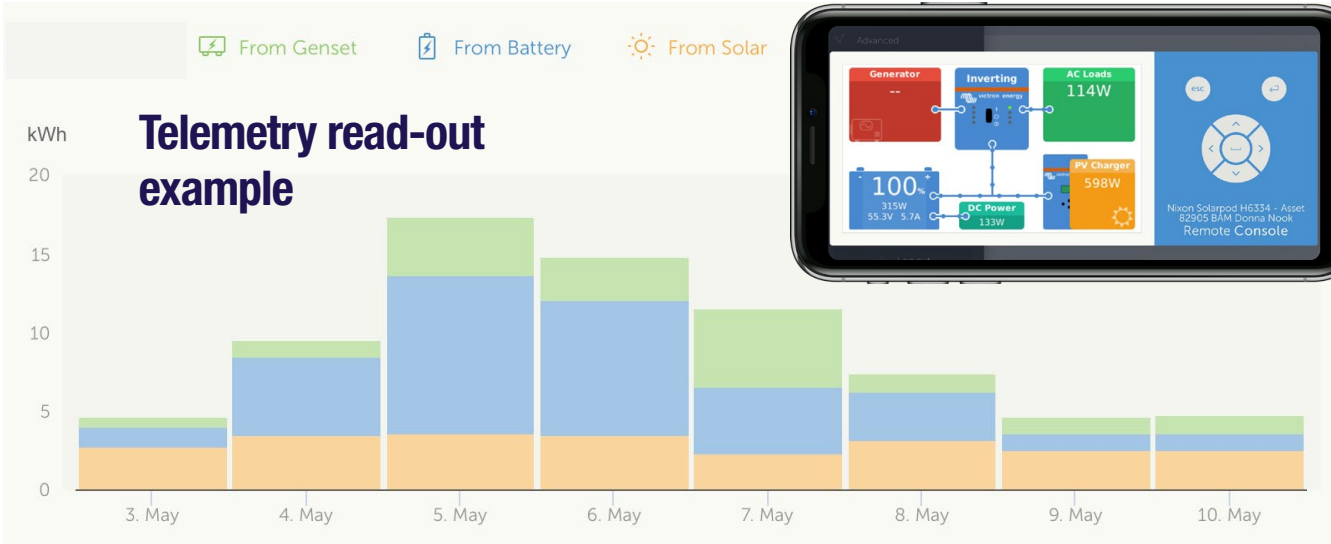 From Genset
From Battery
From Solar
kWh
Telemetry read-out
example
20
15
10
5
0
3. May
4. May
5. May
6. May
7. May
8. May
9. May
10. May
Advanced
Generator
--
Inverting
victron energy
AC Loads
114W
100%
315W
55.3V 5.7A
DC Power
133W
PV Charger
598W
esc
Nixon Solarpod H6334 - Asset
82905 BAM Donna Nook
Remote Console